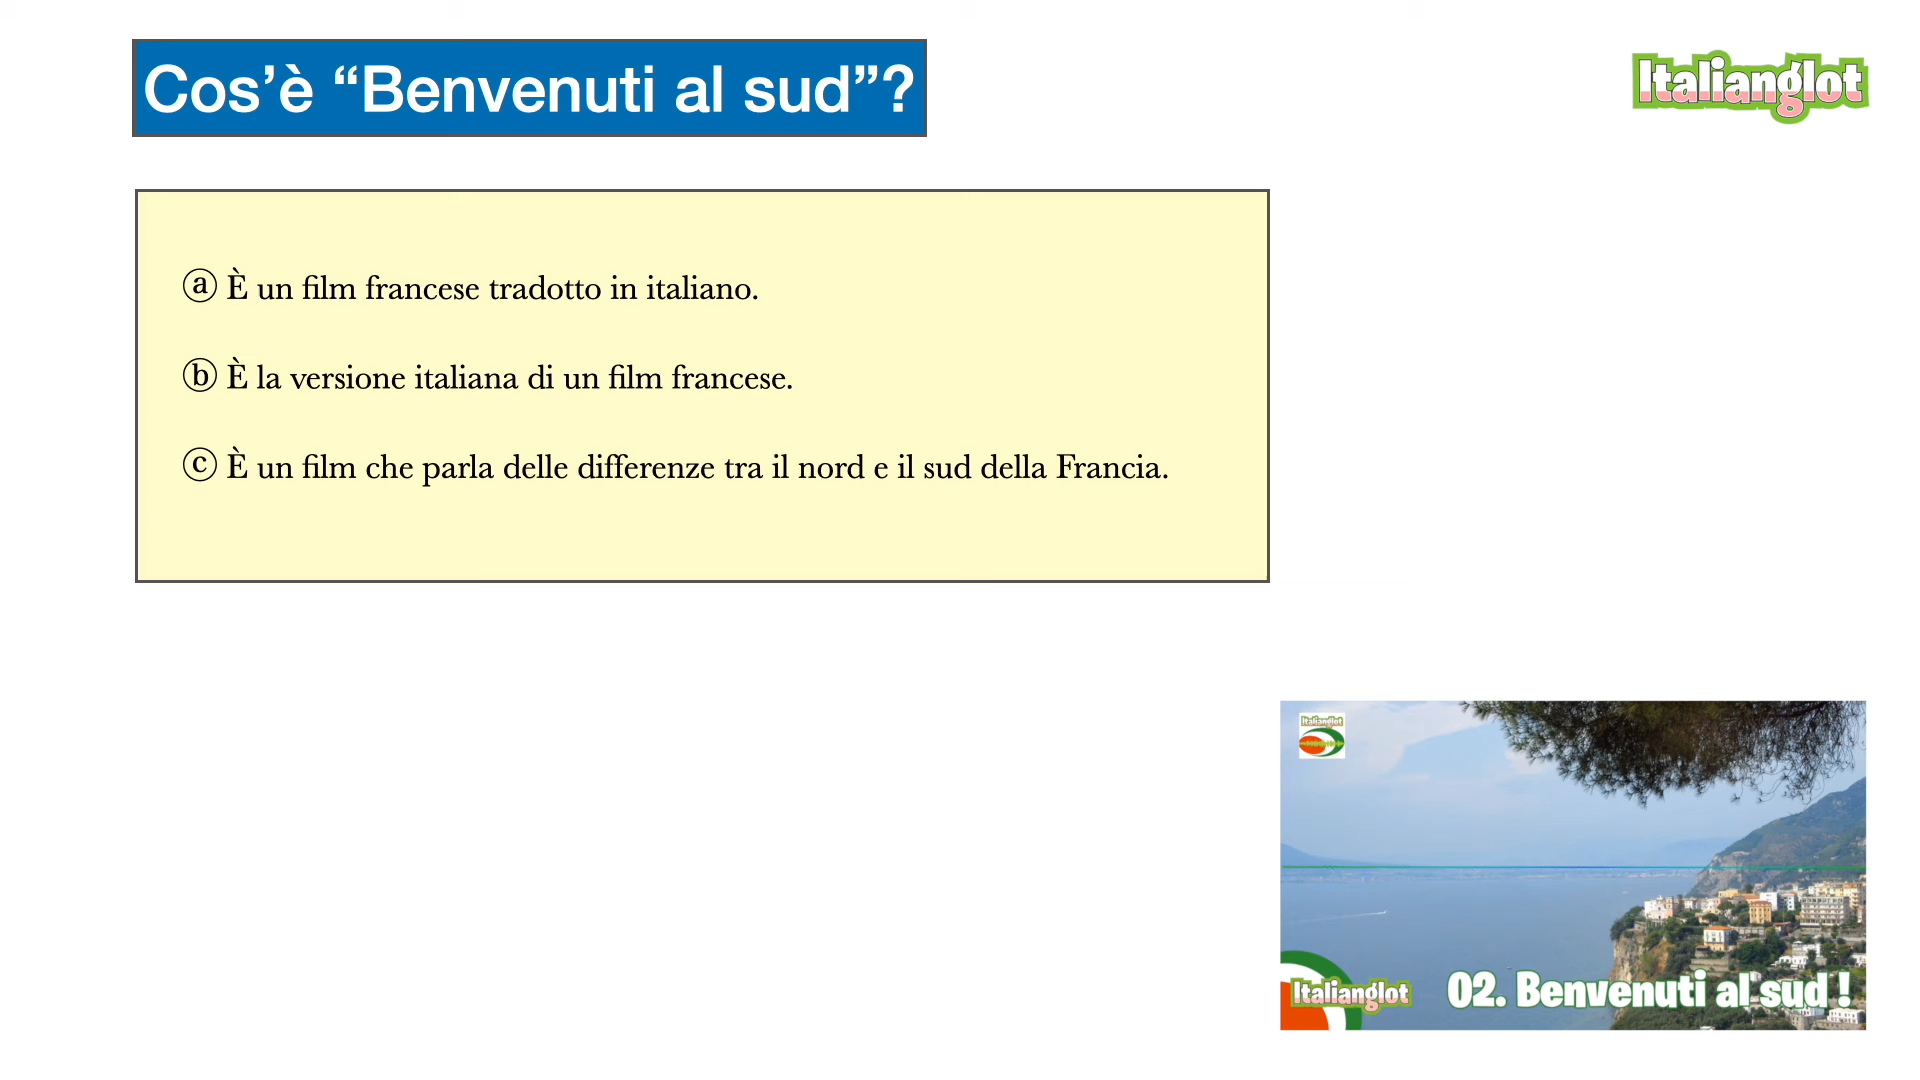 Cos’è “Benvenuti al sud”?
Italianglot
ⓐ È un film francese tradotto in italiano.
ⓑ È la versione italiana di un film francese.
ⓒ È un film che parla delle differenze tra il nord e il sud della Francia.
Italianglot
Italianglot
02. Benvenuti al sud !